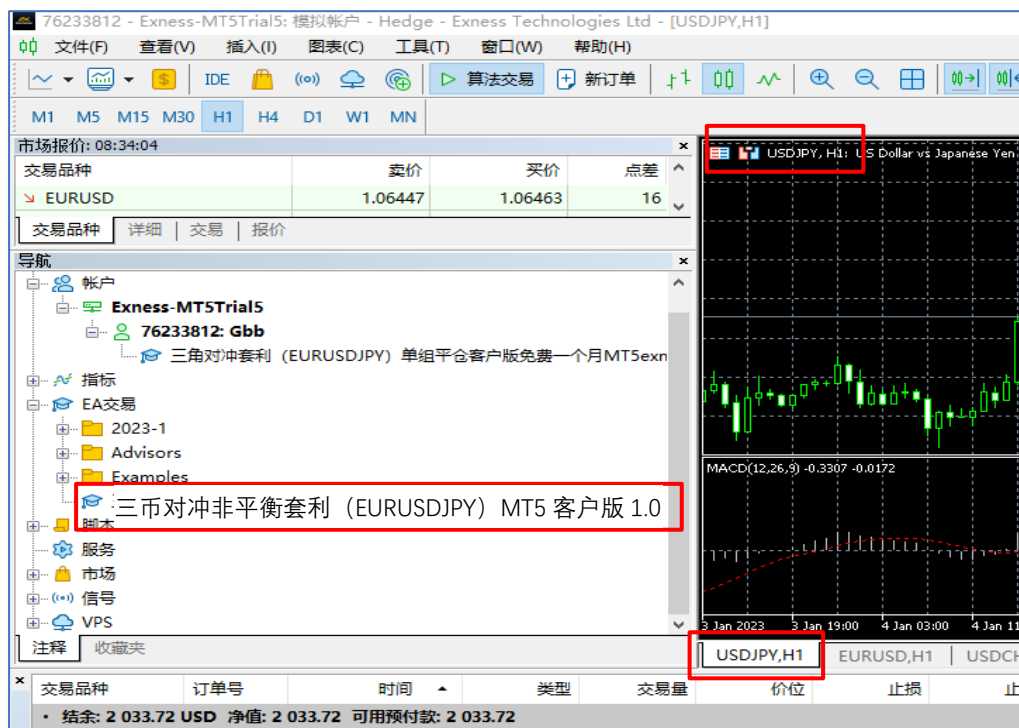 76233812 - Exness-MT5Trial5: 模拟帐户 - Hedge - Exness Technologies Ltd - [USDJPY,H1]
文件(F) 查看(V) 插入(I) 图表(C) 工具(T) 窗口(W) 帮助(H)
IDE 算法交易 新订单
M1 M5 M15 M30 H1 H4 D1 W1 MN
市场报价: 08:34:04
交易品种 卖价 买价 点差
EURUSD 1.06447 1.06463 16
交易品种 详细 交易 报价
导航
帐户
Exness-MT5Trial5
76233812: Gbb
三角对冲套利（EURUSDJPY）单组平仓客户版免费一个月MT5exn
指标
EA交易
2023-1
Advisors
Examples
三币对冲非平衡套利（EURUSDJPY）MT5 客户版 1.0
脚本
服务
市场
信号
VPS
注释 收藏夹
USDJPY, H1: US Dollar vs Japanese Yen
MACD(12,26,9) -0.3307 -0.0172
3 Jan 2023 3 Jan 19:00 4 Jan 03:00 4 Jan 11
USDJPY,H1 EURUSD,H1 USDCH
交易品种 订单号 时间 类型 交易量 价位 止损 止
结余: 2 033.72 USD 净值: 2 033.72 可用预付款: 2 033.72